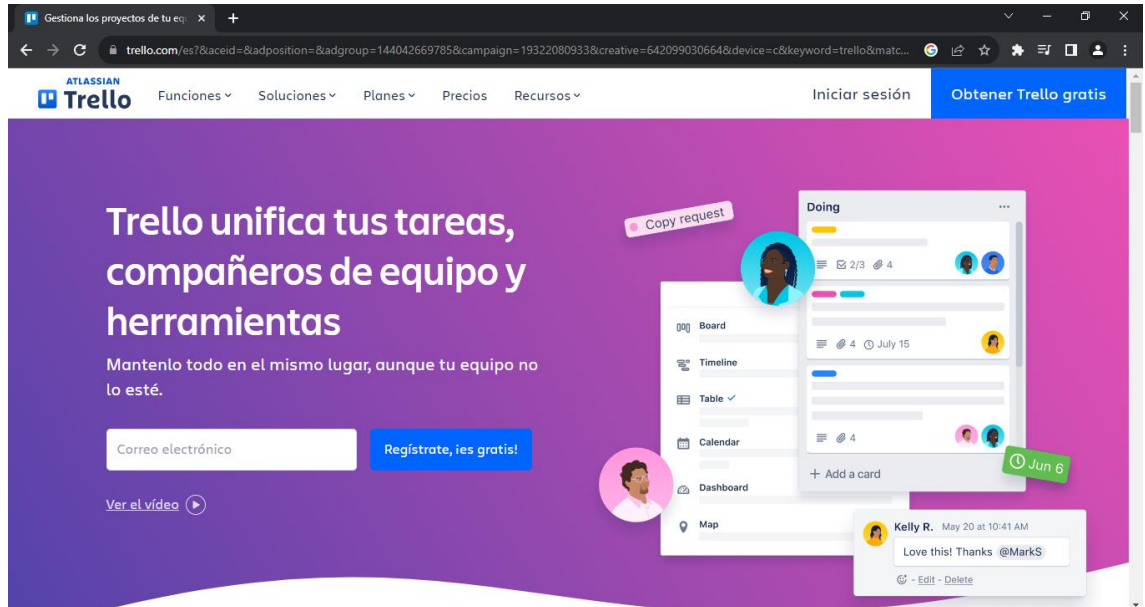 Gestiona los proyectos de tu equ
trello.com/es?&aceid=&adposition=&adgroup=144042669785&campaign=19322080933&creative=642099030664&device=c&keyword=trello&matc...
ATLASSIAN
Trello
Funciones
Soluciones
Planes
Precios
Recursos
Iniciar sesión
Obtener Trello gratis
Trello unifica tus tareas,
compañeros de equipo y
herramientas
Mantenlo todo en el mismo lugar, aunque tu equipo no
lo esté.
Correo electrónico
Regístrate, ¡es gratis!
Ver el vídeo
Copy request
Board
Timeline
Table
Calendar
Dashboard
Map
Doing
2/3 4
4 July 15
4
+ Add a card
Jun 6
Kelly R. May 20 at 10:41 AM
Love this! Thanks @MarkS
- Edit - Delete